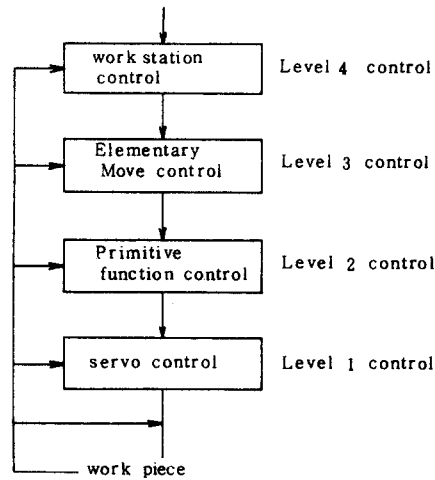 work station
control
Level 4 control
Elementary
Move control
Level 3 control
Primitive
function control
Level 2 control
servo control
Level 1 control
work piece